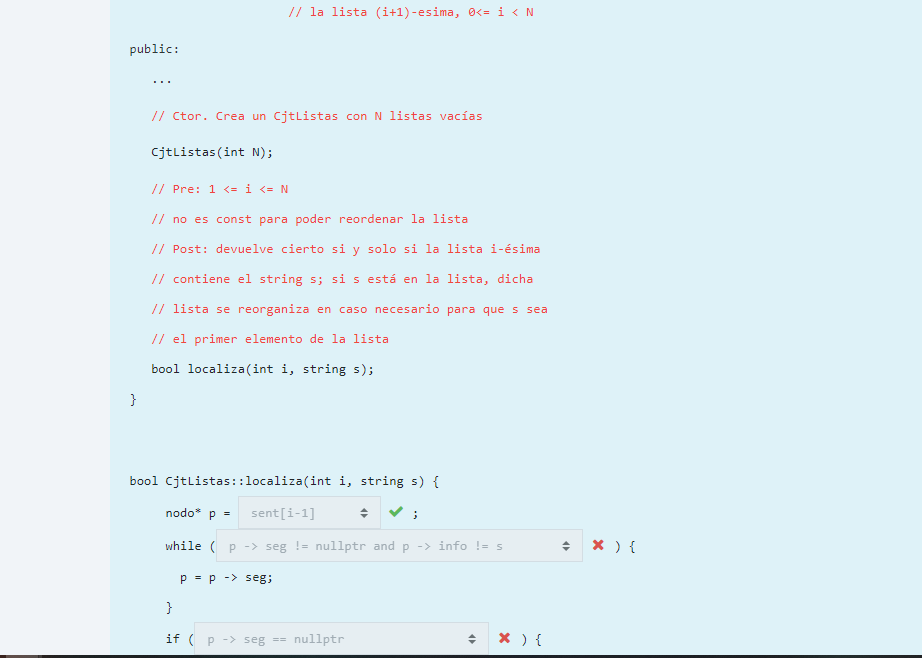 // la lista (i+1)-esima, 0<= i < N
public:
...
// Ctor. Crea un CjtListas con N listas vacías
CjtListas(int N);
// Pre: 1 <= i <= N
// no es const para poder reordenar la lista
// Post: devuelve cierto si y solo si la lista i-ésima
// contiene el string s; si s está en la lista, dicha
// lista se reorganiza en caso necesario para que s sea
// el primer elemento de la lista
bool localiza(int i, string s);
}
bool CjtListas::localiza(int i, string s) {
nodo* p = sent[i-1] ;
while ( p -> seg != nullptr and p -> info != s ) {
p = p -> seg;
}
if ( p -> seg == nullptr ) {